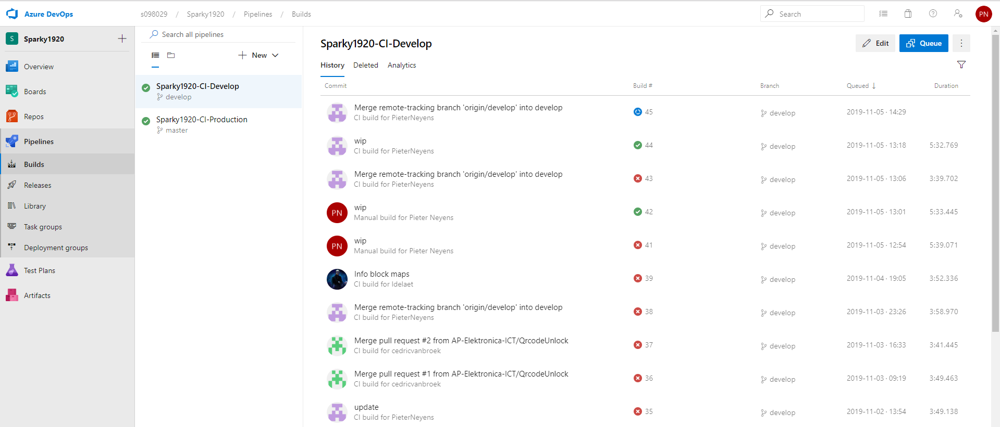 Azure DevOps
s098029 / Sparky1920 / Pipelines / Builds
Search
PN
S Sparky1920
Overview
Boards
Repos
Pipelines
Builds
Releases
Library
Task groups
Deployment groups
Test Plans
Artifacts
Search all pipelines
New
Sparky1920-CI-Develop
develop
Sparky1920-CI-Production
master
Sparky1920-CI-Develop
Edit
Queue
History Deleted Analytics
Commit Build # Branch Queued ↓ Duration
Merge remote-tracking branch 'origin/develop' into develop
CI build for PieterNeyens
45 develop 2019-11-05 · 14:29
wip
CI build for PieterNeyens
44 develop 2019-11-05 · 13:18 5:32.769
Merge remote-tracking branch 'origin/develop' into develop
CI build for PieterNeyens
43 develop 2019-11-05 · 13:06 3:39.702
PN
wip
Manual build for Pieter Neyens
42 develop 2019-11-05 · 13:01 5:33.445
PN
wip
Manual build for Pieter Neyens
41 develop 2019-11-05 · 12:54 5:39.071
Info block maps
CI build for ldelaet
39 develop 2019-11-04 · 19:05 3:52.336
Merge remote-tracking branch 'origin/develop' into develop
CI build for PieterNeyens
38 develop 2019-11-03 · 23:26 3:58.970
Merge pull request #2 from AP-Elektronica-ICT/QrcodeUnlock
CI build for cedricvanbroek
37 develop 2019-11-03 · 16:33 3:41.445
Merge pull request #1 from AP-Elektronica-ICT/QrcodeUnlock
CI build for cedricvanbroek
36 develop 2019-11-03 · 09:19 3:49.463
update
CI build for PieterNeyens
35 develop 2019-11-02 · 13:54 3:49.138